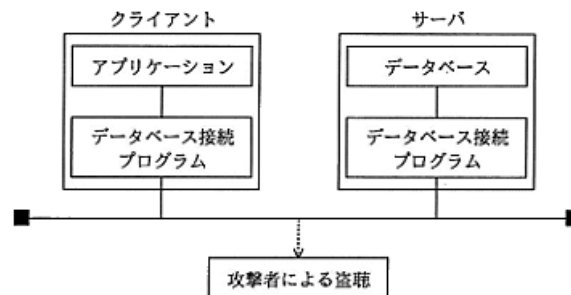 クライアント
サーバ
アプリケーション
データベース
データベース接続
プログラム
データベース接続
プログラム
攻撃者による盗聴